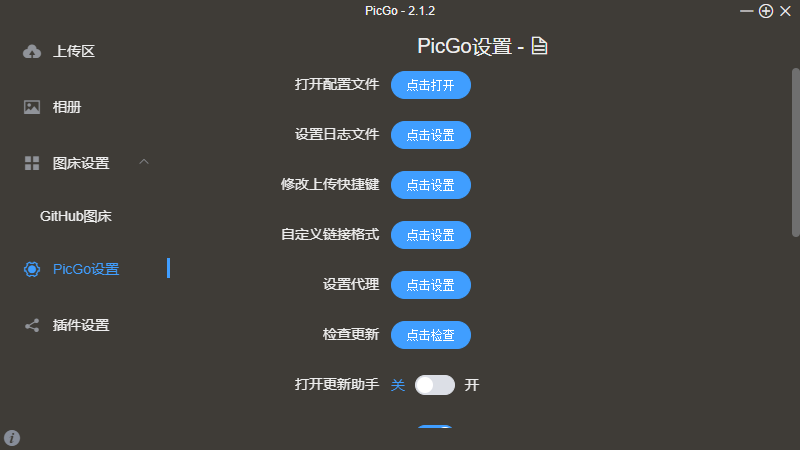 PicGo - 2.1.2
上传区
相册
图床设置
GitHub图床
PicGo设置
插件设置
PicGo设置 -
打开配置文件 点击打开
设置日志文件 点击设置
修改上传快捷键 点击设置
自定义链接格式 点击设置
设置代理 点击设置
检查更新 点击检查
打开更新助手 关 开